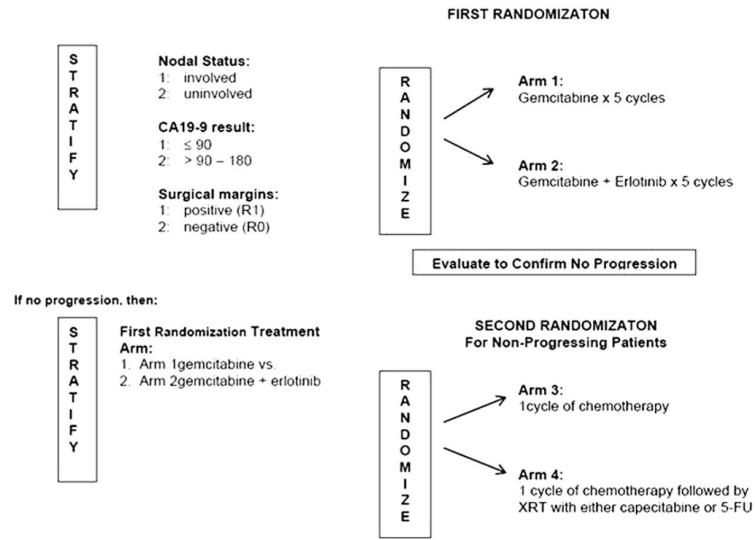 FIRST RANDOMIZATON
STRATIFY
Nodal Status:
1: involved
2: uninvolved
CA19-9 result:
1: ≤ 90
2: > 90 – 180
Surgical margins:
1: positive (R1)
2: negative (R0)
RANDOMIZE
Arm 1:
Gemcitabine x 5 cycles
Arm 2:
Gemcitabine + Erlotinib x 5 cycles
Evaluate to Confirm No Progression
If no progression, then:
STRATIFY
First Randomization Treatment
Arm:
1. Arm 1gemcitabine vs.
2. Arm 2gemcitabine + erlotinib
SECOND RANDOMIZATON
For Non-Progressing Patients
RANDOMIZE
Arm 3:
1cycle of chemotherapy
Arm 4:
1 cycle of chemotherapy followed by
XRT with either capecitabine or 5-FU